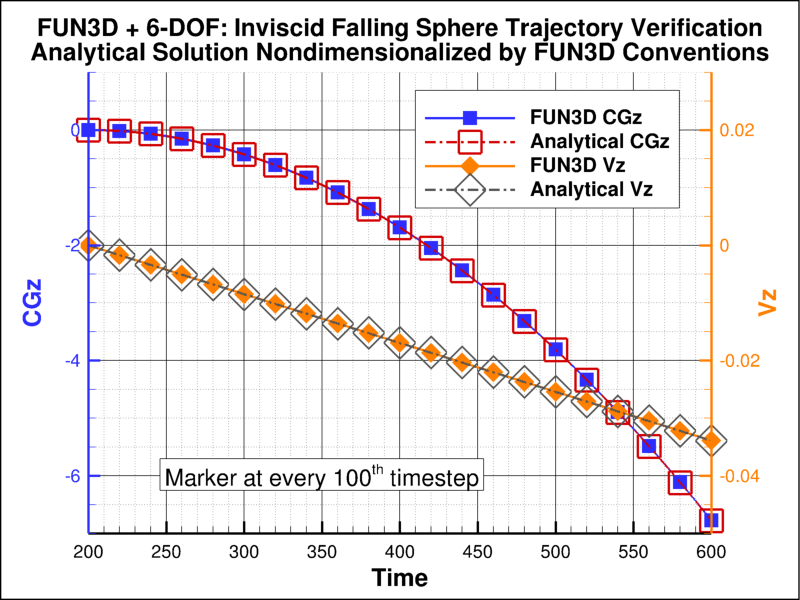 FUN3D + 6-DOF: Inviscid Falling Sphere Trajectory Verification
Analytical Solution Nondimensionalized by FUN3D Conventions
FUN3D CGz
Analytical CGz
FUN3D Vz
Analytical Vz
0
-2
-4
-6
CGz
0.02
0
-0.02
-0.04
Vz
Marker at every 100th timestep
200 250 300 350 400 450 500 550 600
Time